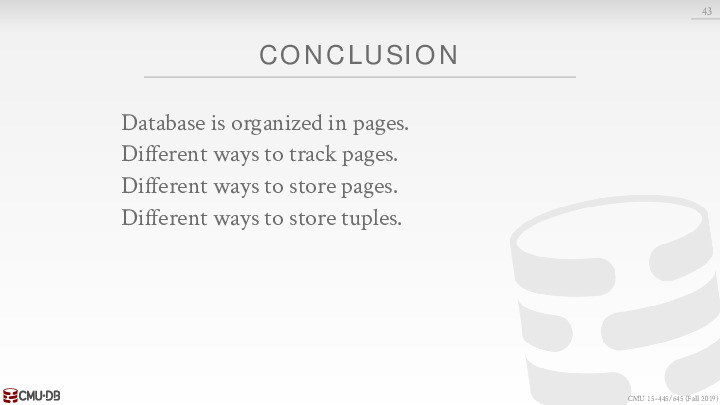 43
CONCLUSION
Database is organized in pages.
Different ways to track pages.
Different ways to store pages.
Different ways to store tuples.
CMU·DB
CMU 15-445/645 (Fall 2019)